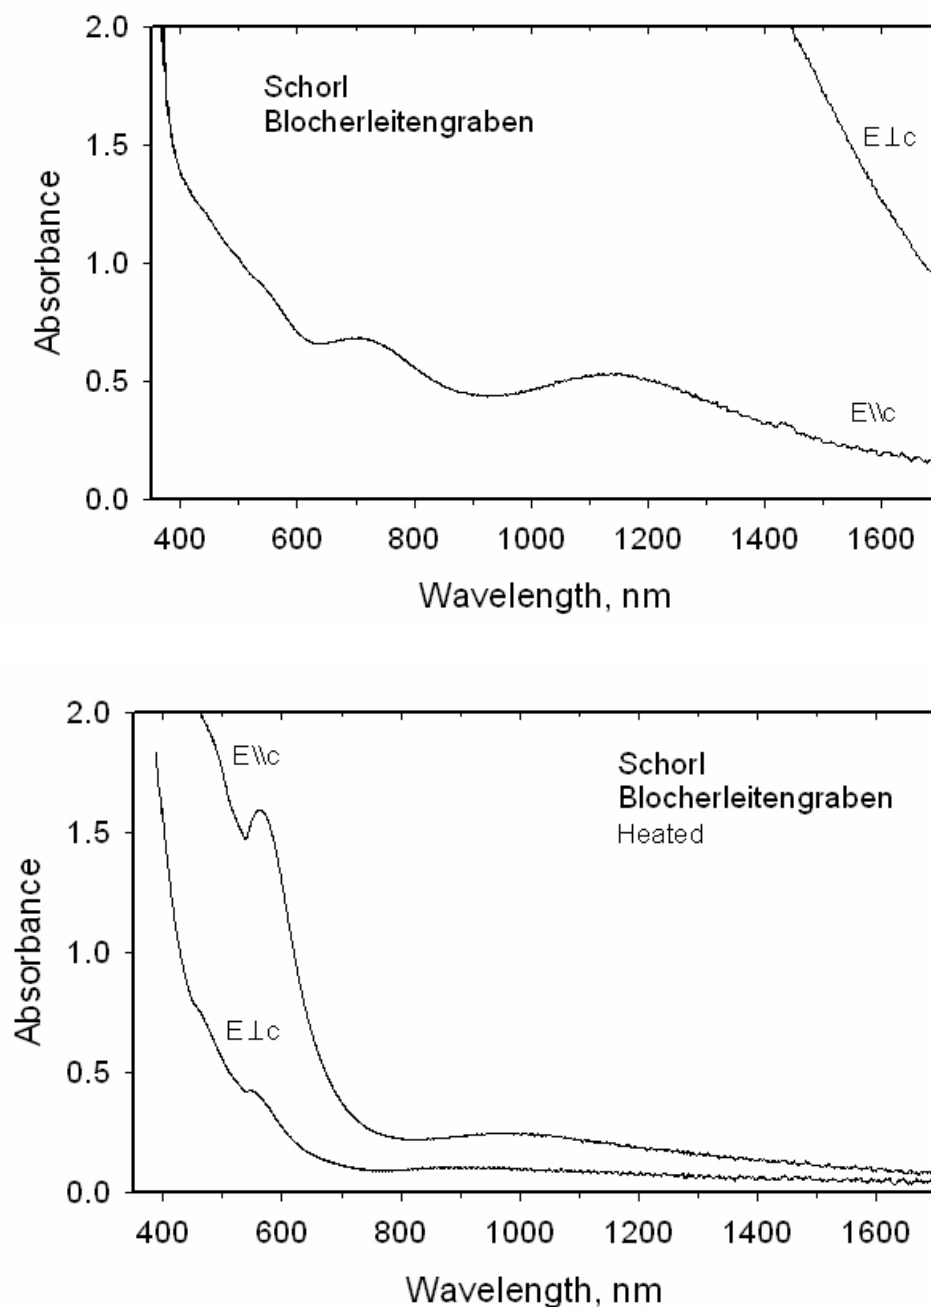 2.0
Schorl
Blocherleitengraben
1.5
E⊥c
Absorbance
1.0
0.5
E\\c
0.0
400 600 800 1000 1200 1400 1600
Wavelength, nm
2.0
E\\c
Schorl
Blocherleitengraben
Heated
1.5
Absorbance
1.0
E⊥c
0.5
0.0
400 600 800 1000 1200 1400 1600
Wavelength, nm